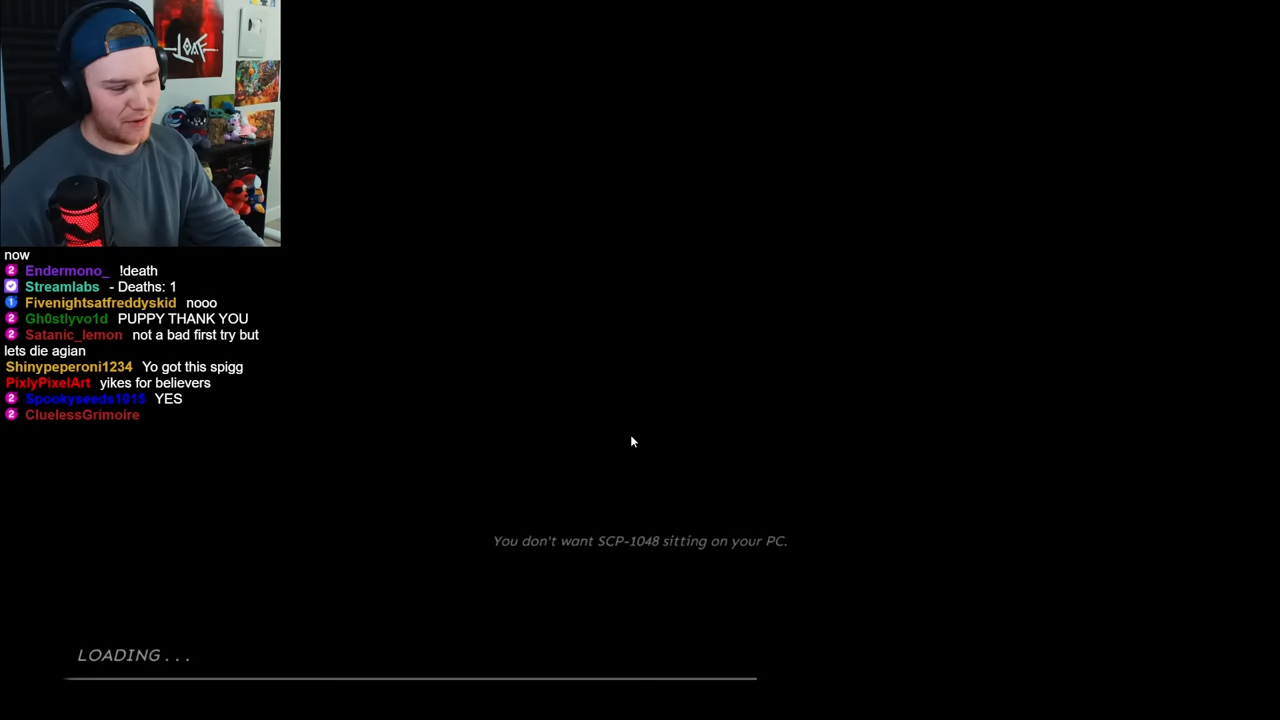 LOAF
now
Endermono_ !death
Streamlabs - Deaths: 1
Fivenightsatfreddyskid nooo
Gh0stlyvo1d PUPPY THANK YOU
Satanic_lemon not a bad first try but
lets die agian
Shinypeperoni1234 Yo got this spigg
PixlyPixelArt yikes for believers
Spookyseeds1015 YES
CluelessGrimoire
You don't want SCP-1048 sitting on your PC.
LOADING . . .